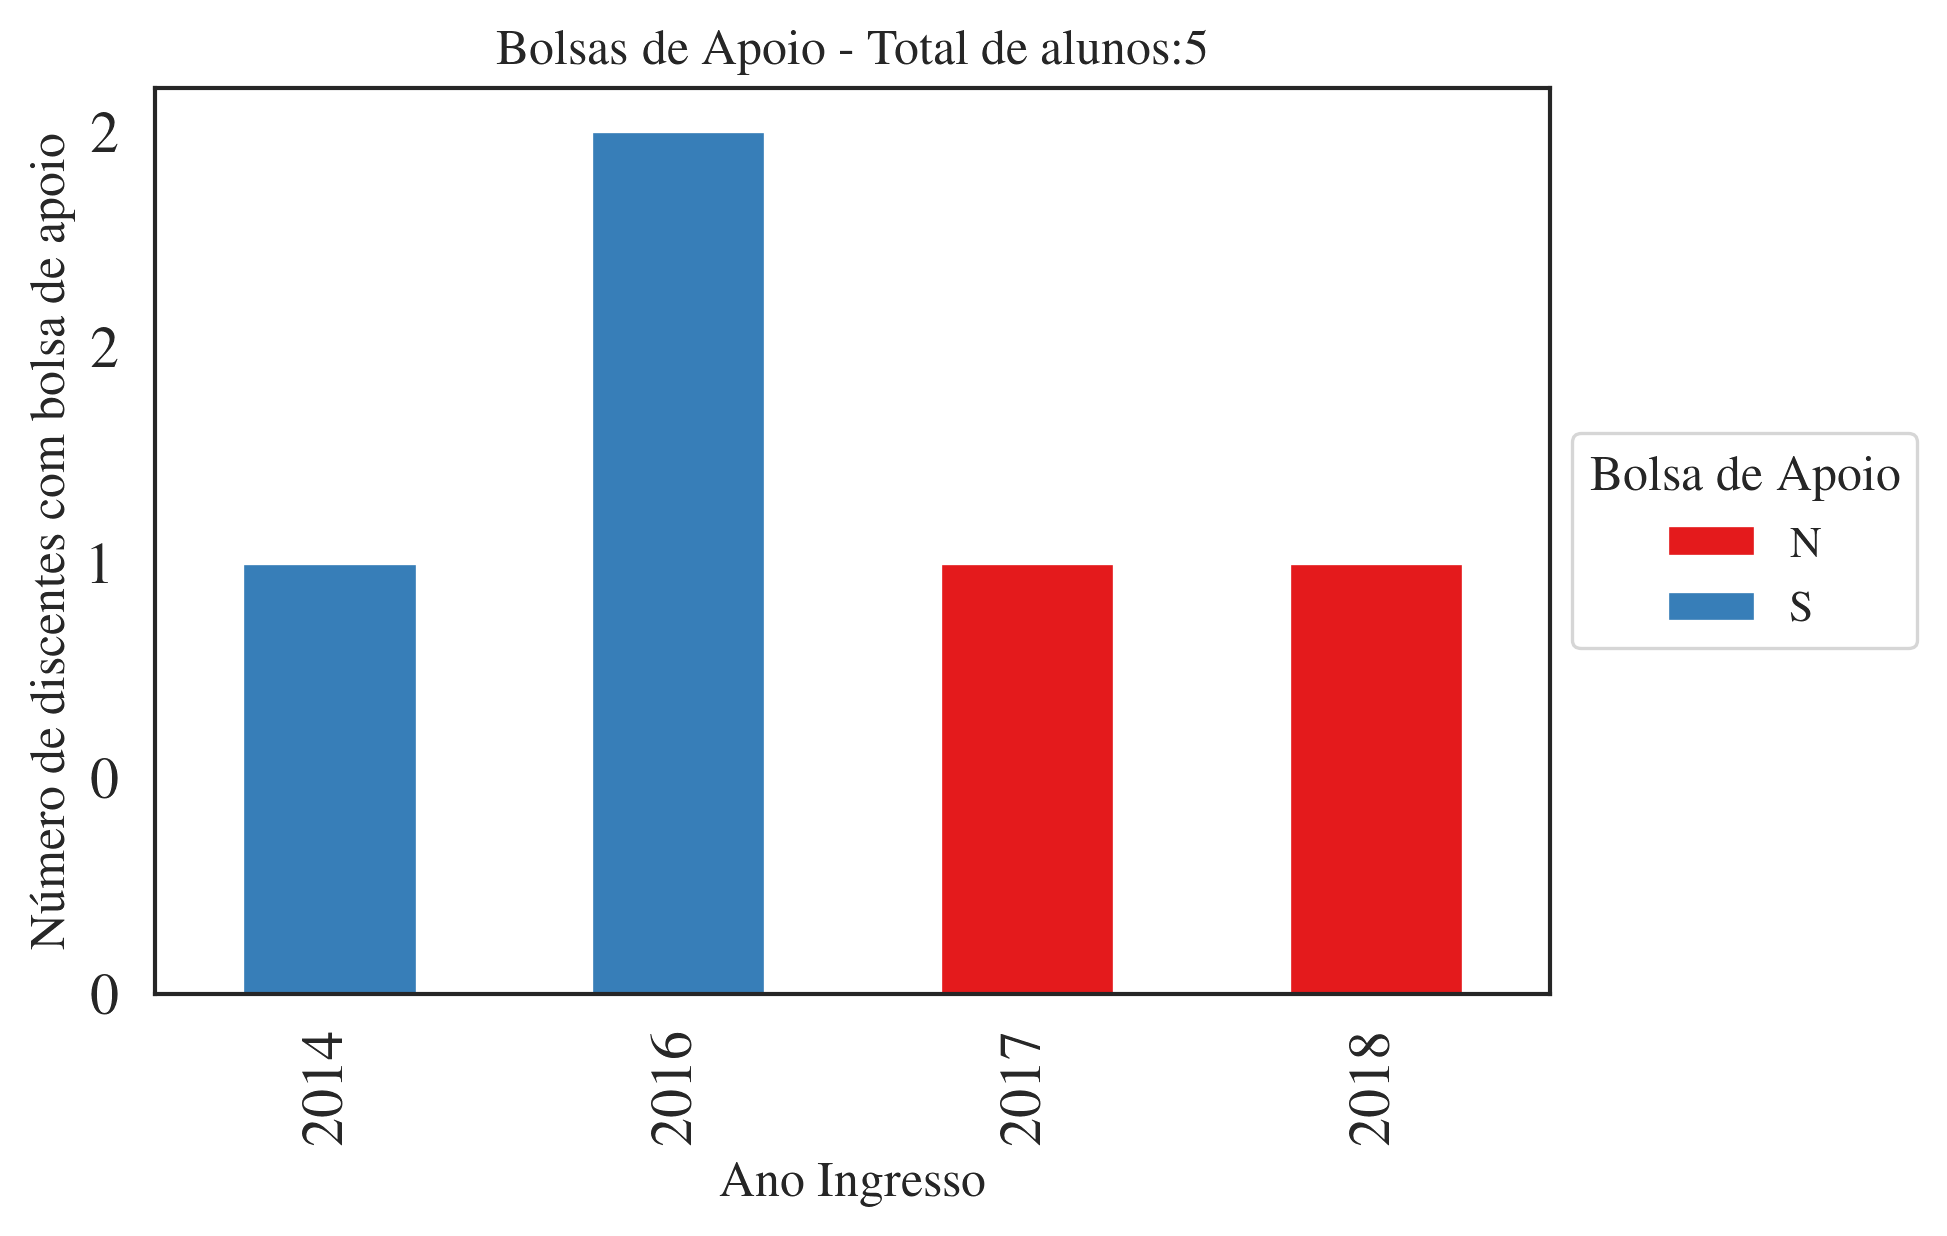 Bolsas de Apoio - Total de alunos:5
Número de discentes com bolsa de apoio
2
2
1
0
0
2014
2016
2017
2018
Ano Ingresso
Bolsa de Apoio
N
S